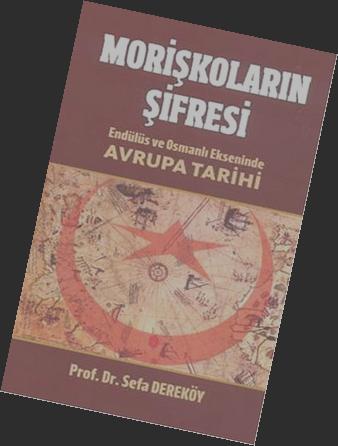 MORİŞKOLARIN
ŞİFRESİ
Endülüs ve Osmanlı Ekseninde
AVRUPA TARİHİ
Prof. Dr. Sefa DEREKÖY